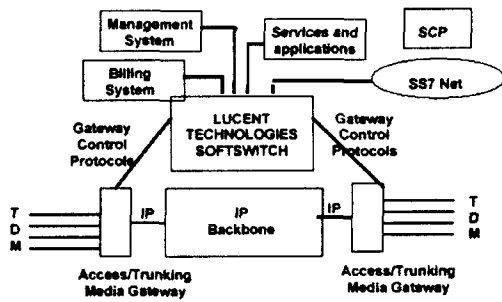 Management
System
Services and
applications
SCP
Billing
System
SS7 Net
LUCENT
TECHNOLOGIES
SOFTSWITCH
Gateway
Control
Protocols
Gateway
Control
Protocols
T
D
M
IP
IP
Backbone
IP
T
D
M
Access/Trunking
Media Gateway
Access/Trunking
Media Gateway